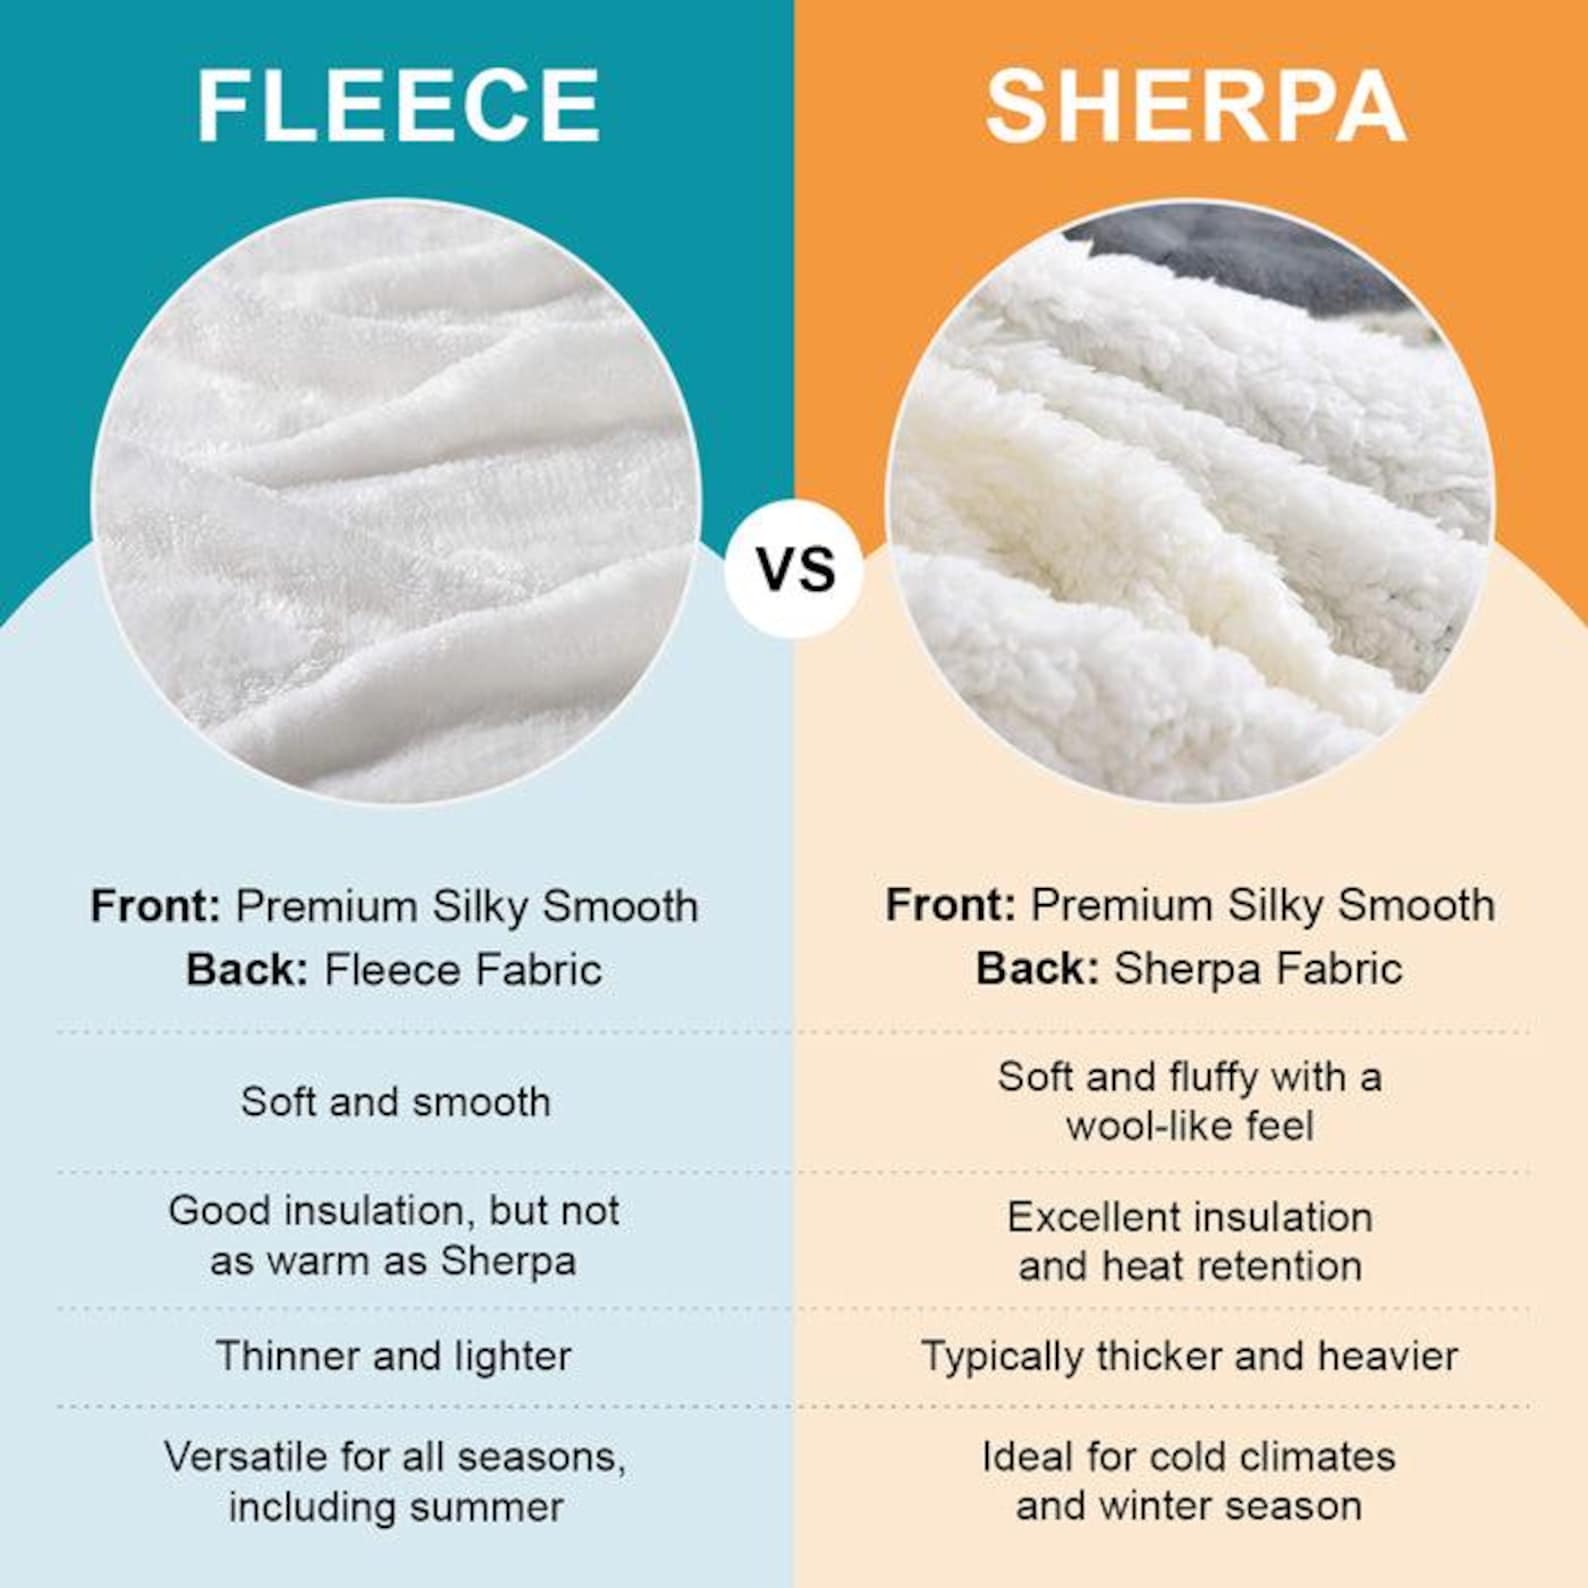 FLEECE
SHERPA
VS
Front: Premium Silky Smooth
Back: Fleece Fabric
Front: Premium Silky Smooth
Back: Sherpa Fabric
Soft and smooth
Soft and fluffy with a
wool-like feel
Good insulation, but not
as warm as Sherpa
Excellent insulation
and heat retention
Thinner and lighter
Typically thicker and heavier
Versatile for all seasons,
including summer
Ideal for cold climates
and winter season